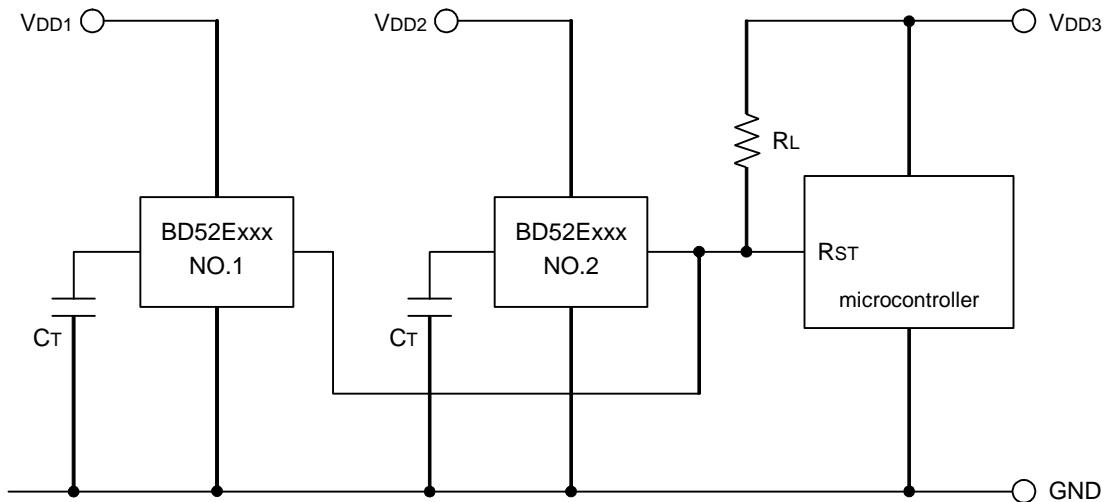 VDD1
VDD2
VDD3
RL
BD52Exxx
NO.1
BD52Exxx
NO.2
RST
microcontroller
CT
CT
GND